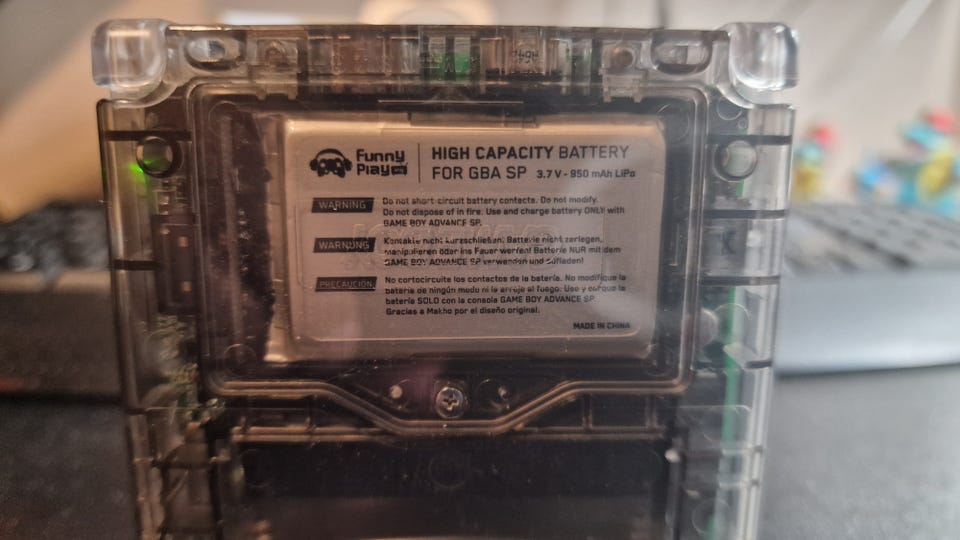 Funny
Playing
HIGH CAPACITY BATTERY
FOR GBA SP 3.7 V - 950 mAh LiPo
WARNING
Do not short-circuit battery contacts. Do not modify.
Do not dispose of in fire. Use and charge battery ONLY with
GAME BOY ADVANCE SP.
WARNUNG
Kontakte nicht kurzschließen. Batterie nicht zerlegen,
manipulieren oder ins Feuer werfen! Batterie NUR mit dem
GAME BOY ADVANCE SP verwenden und aufladen!
PRECAUCIÓN
No cortocircuite los contactos de la batería. No modifique la
batería de ningún modo ni la arroje al fuego. Use y cargue la
batería SOLO con la consola GAME BOY ADVANCE SP.
Gracias a Makho por el diseño original.
MADE IN CHINA